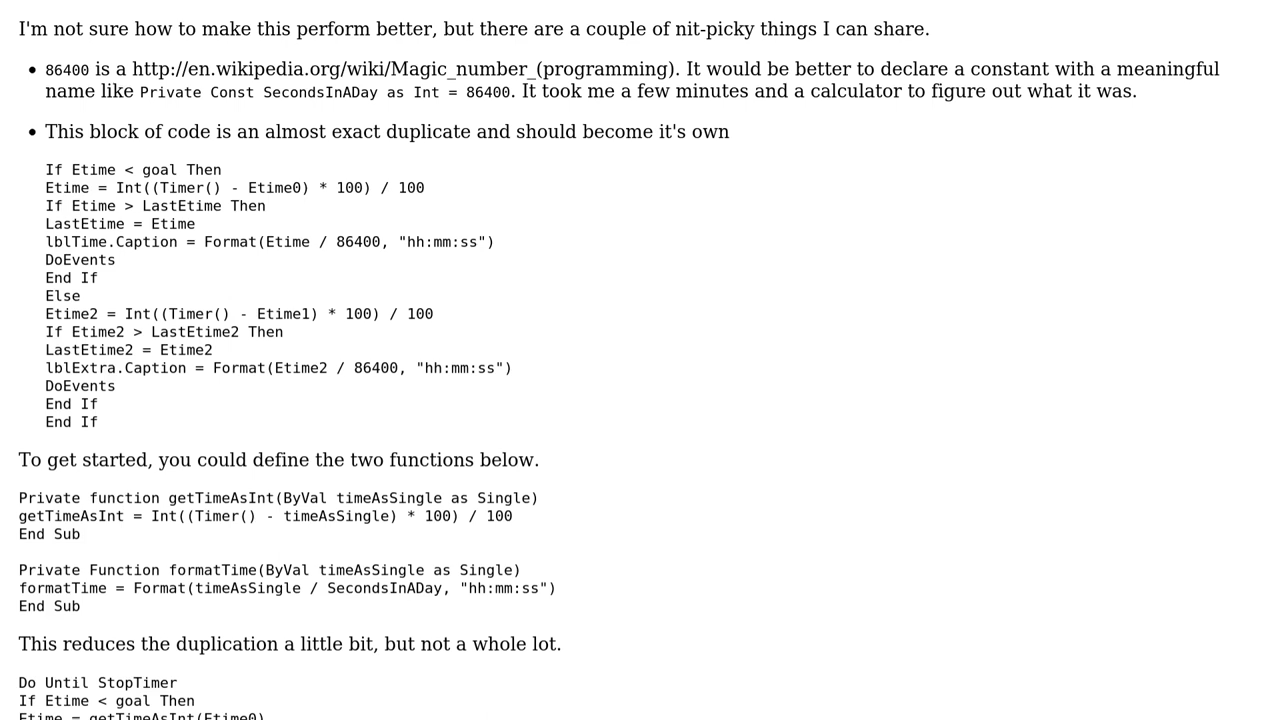 I'm not sure how to make this perform better, but there are a couple of nit-picky things I can share.
• 86400 is a http://en.wikipedia.org/wiki/Magic_number_(programming). It would be better to declare a constant with a meaningful
name like Private Const SecondsInADay as Int = 86400. It took me a few minutes and a calculator to figure out what it was.
• This block of code is an almost exact duplicate and should become it's own
If Etime < goal Then
Etime = Int((Timer() - Etime0) * 100) / 100
If Etime > LastEtime Then
LastEtime = Etime
lblTime.Caption = Format(Etime / 86400, "hh:mm:ss")
DoEvents
End If
Else
Etime2 = Int((Timer() - Etime1) * 100) / 100
If Etime2 > LastEtime2 Then
LastEtime2 = Etime2
lblExtra.Caption = Format(Etime2 / 86400, "hh:mm:ss")
DoEvents
End If
End If
To get started, you could define the two functions below.
Private function getTimeAsInt(ByVal timeAsSingle as Single)
getTimeAsInt = Int((Timer() - timeAsSingle) * 100) / 100
End Sub
Private Function formatTime(ByVal timeAsSingle as Single)
formatTime = Format(timeAsSingle / SecondsInADay, "hh:mm:ss")
End Sub
This reduces the duplication a little bit, but not a whole lot.
Do Until StopTimer
If Etime < goal Then
Etime = getTimeAsInt(Etime0)